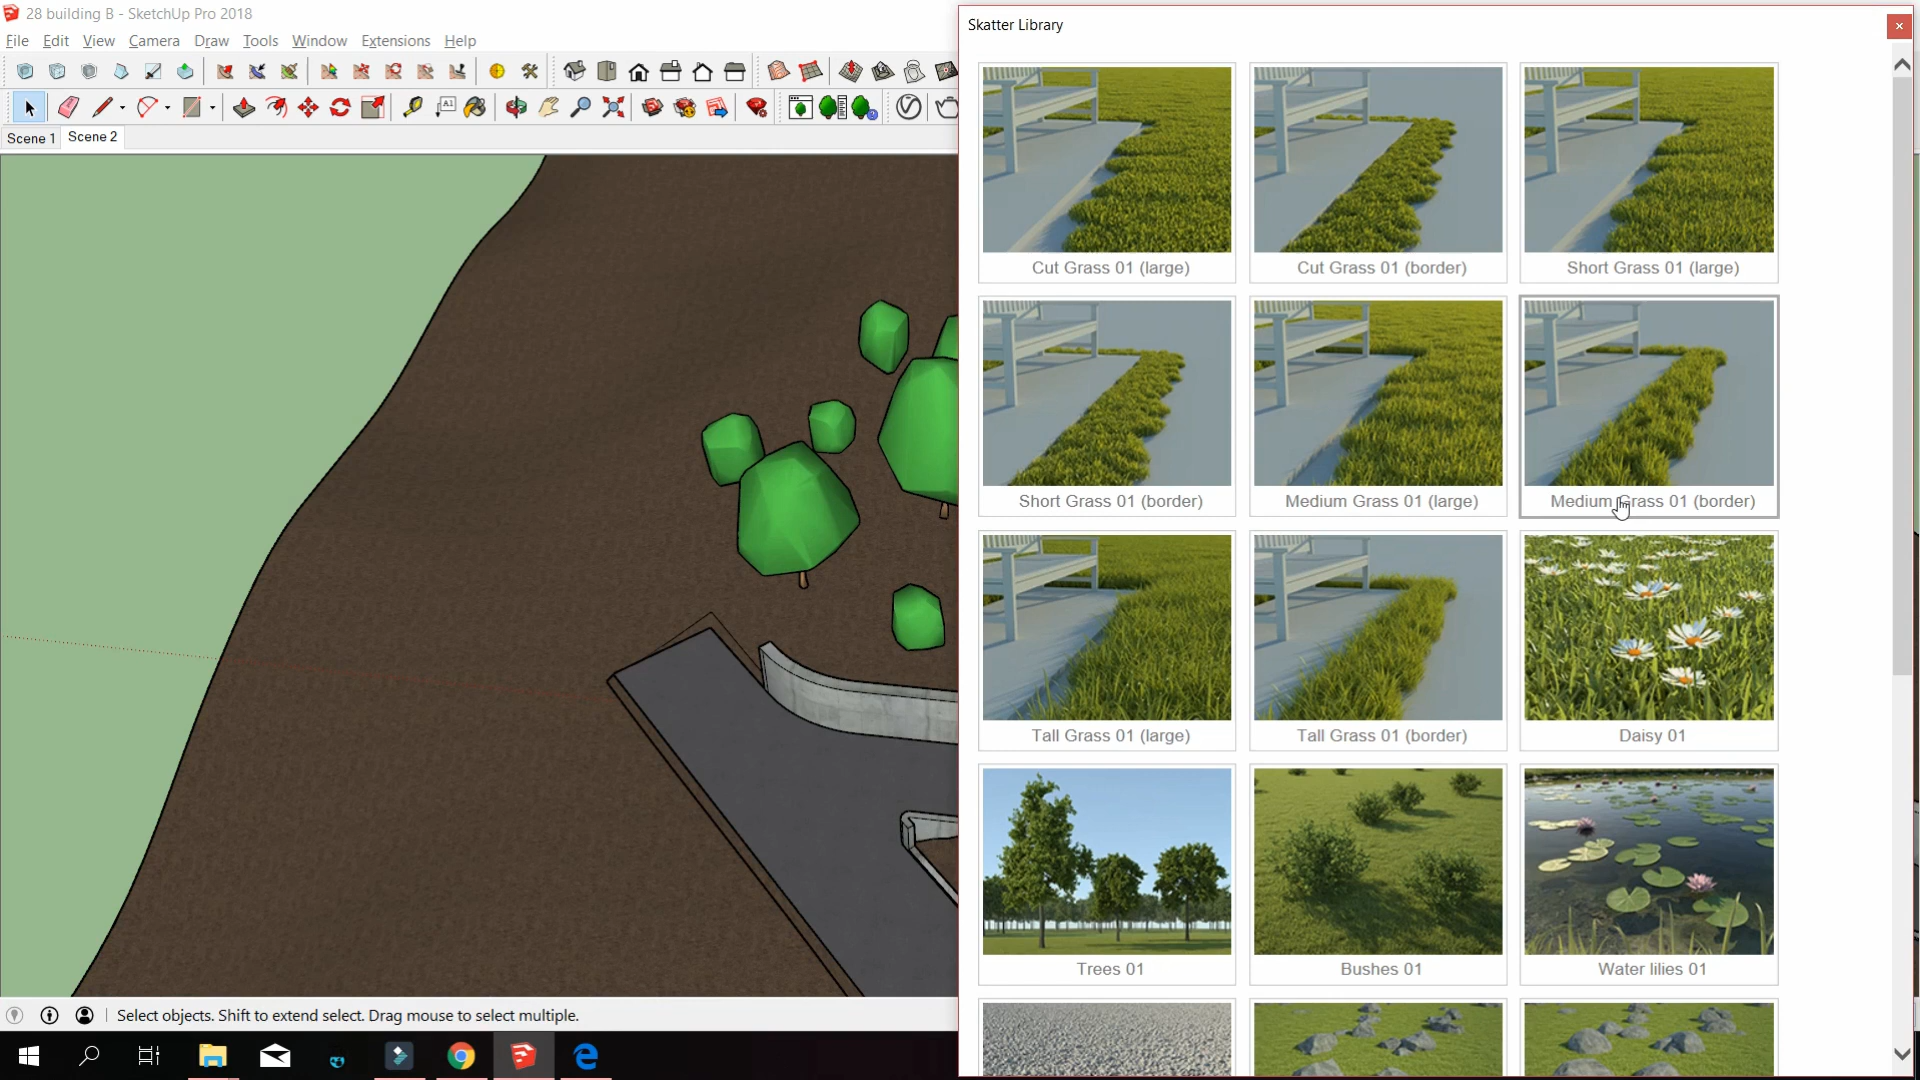 28 building B - SketchUp Pro 2018
File Edit View Camera Draw Tools Window Extensions Help
Scene 1 Scene 2
Skatter Library
Cut Grass 01 (large) Cut Grass 01 (border) Short Grass 01 (large)
Short Grass 01 (border) Medium Grass 01 (large) Medium Grass 01 (border)
Tall Grass 01 (large) Tall Grass 01 (border) Daisy 01
Trees 01 Bushes 01 Water lilies 01
Select objects. Shift to extend select. Drag mouse to select multiple.